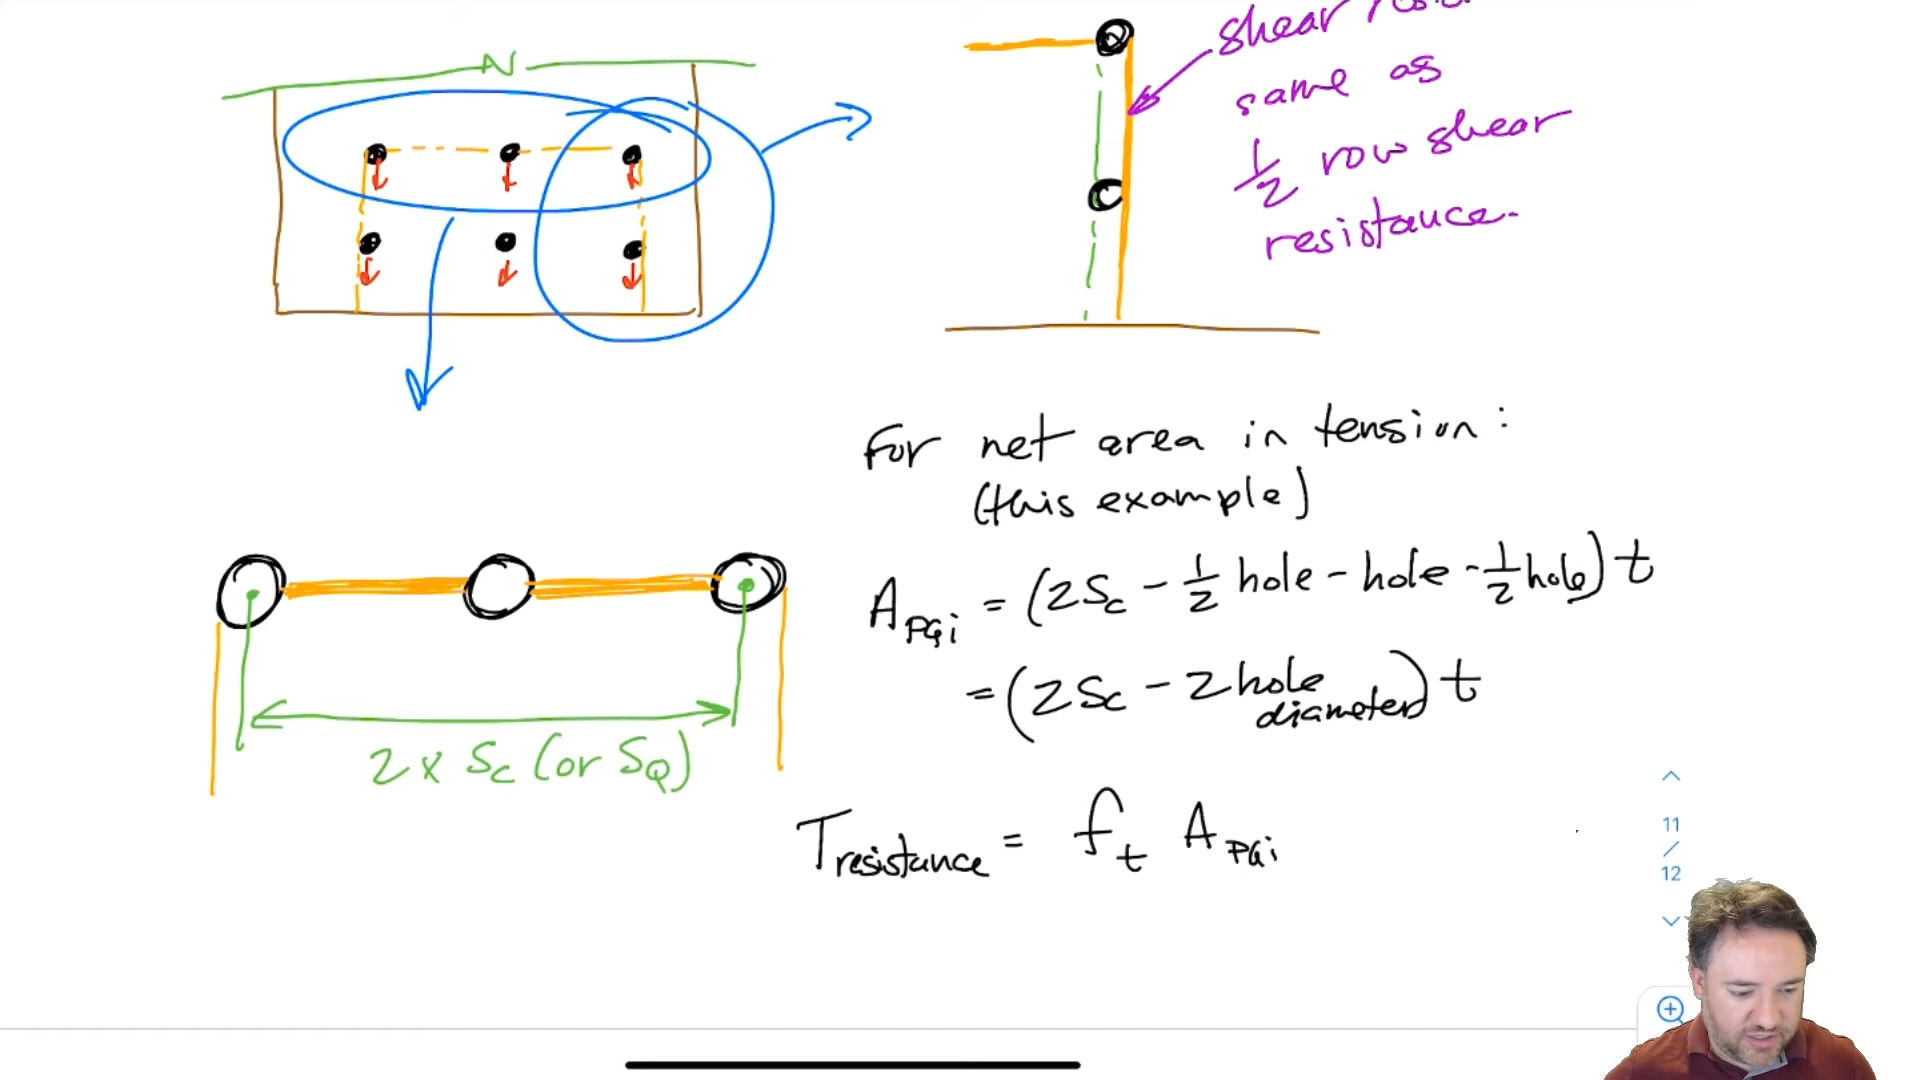 shear
same as
1/2 row shear
resistance.
For net area in tension:
(this example)
A_PGi = (2S_c - 1/2 hole - hole - 1/2 hole) t
= (2S_c - 2 hole diameter) t
2 x S_c (or S_Q)
T_resistance = f_t A_PGi
11
/
12